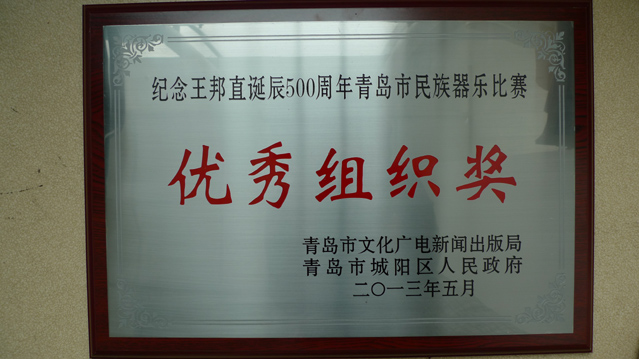 纪念王邦直诞辰500周年青岛市民族器乐比赛
优秀组织奖
青岛市文化广电新闻出版局
青岛市城阳区人民政府
二〇一三年五月